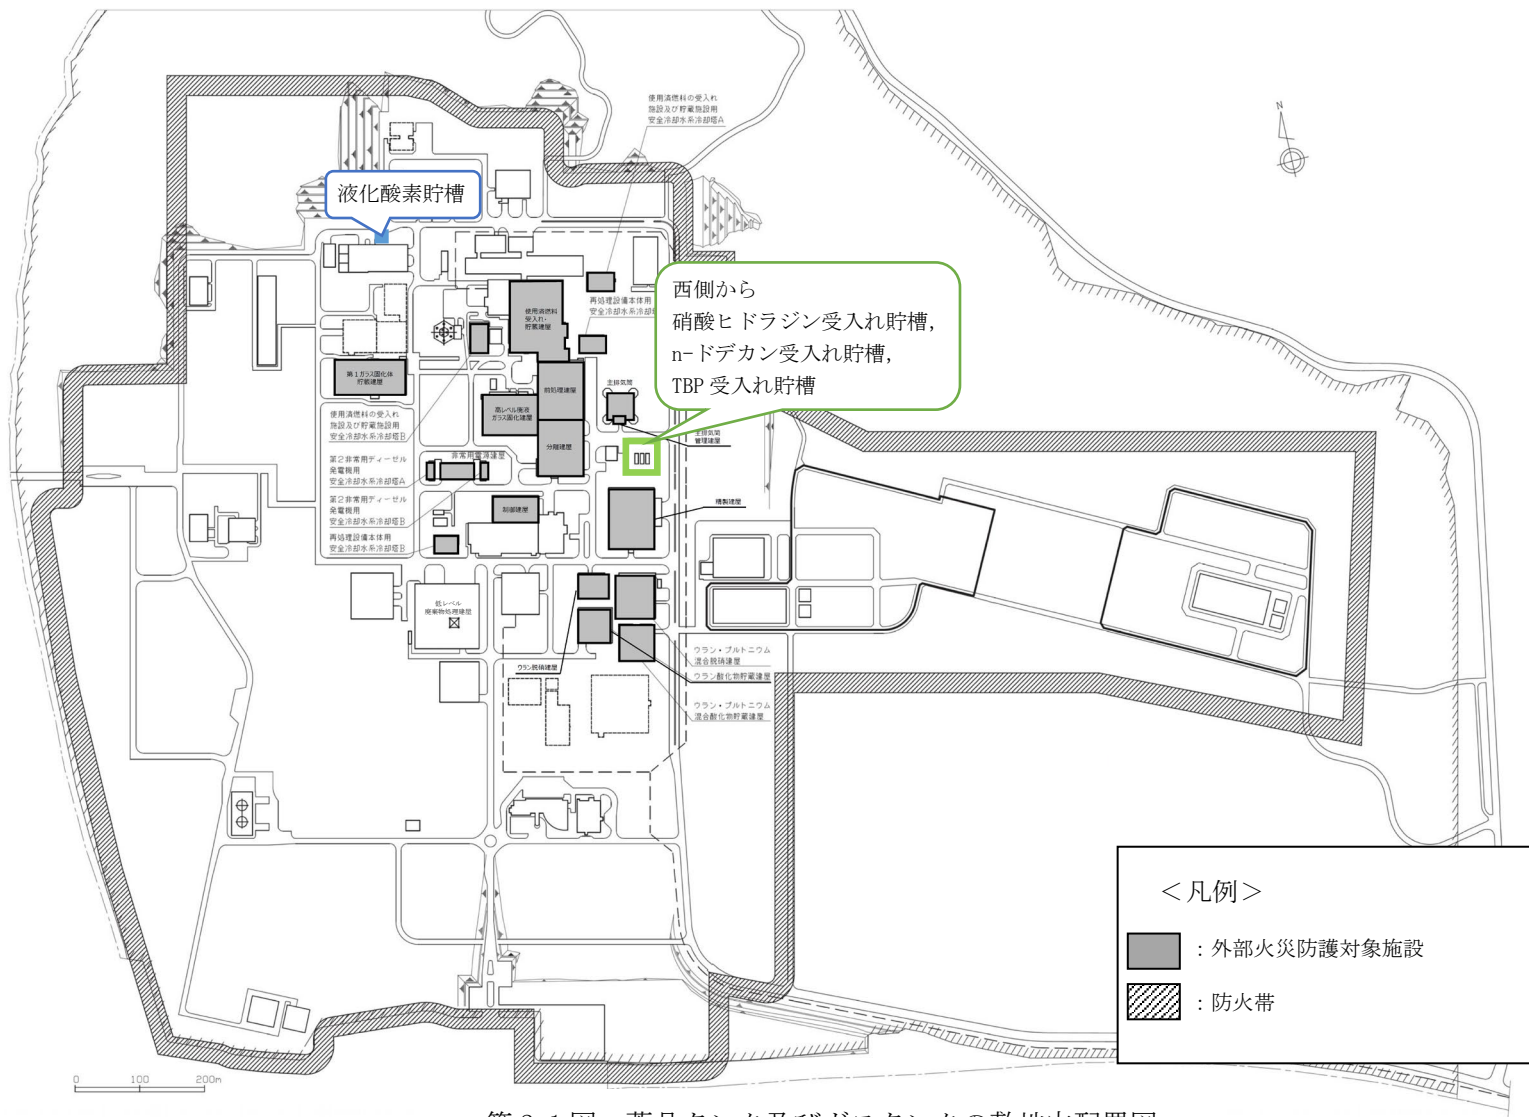 使用済燃料の受入れ
施設及び貯蔵施設用
安全冷却水系冷却塔A
N
液化酸素貯槽
西側から
硝酸ヒドラジン受入れ貯槽,
n-ドデカン受入れ貯槽,
TBP 受入れ貯槽
再処理設備本体用
安全冷却水系冷却塔
使用済燃料
受入れ・
貯蔵建屋
第1ガラス固化体
貯蔵建屋
前処理建屋
主排気筒
高レベル廃液
ガラス固化建屋
使用済燃料の受入れ
施設及び貯蔵施設用
安全冷却水系冷却塔B
主排気筒
管理建屋
分離建屋
非常用電源建屋
第2非常用ディーゼル
発電機用
安全冷却水系冷却塔A
第2非常用ディーゼル
発電機用
安全冷却水系冷却塔B
制御建屋
精製建屋
再処理設備本体用
安全冷却水系冷却塔B
低レベル
廃棄物処理建屋
ウラン脱硝建屋
ウラン・プルトニウム
混合脱硝建屋
ウラン酸化物貯蔵建屋
ウラン・プルトニウム
混合酸化物貯蔵建屋
＜凡例＞
：外部火災防護対象施設
：防火帯
0 100 200m